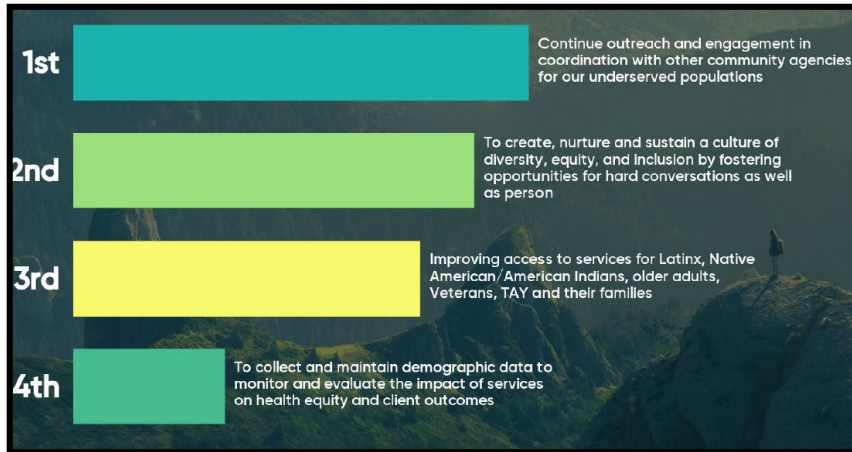 1st
Continue outreach and engagement in
coordination with other community agencies
for our underserved populations
2nd
To create, nurture and sustain a culture of
diversity, equity, and inclusion by fostering
opportunities for hard conversations as well
as person
3rd
Improving access to services for Latinx, Native
American/American Indians, older adults,
Veterans, TAY and their families
4th
To collect and maintain demographic data to
monitor and evaluate the impact of services
on health equity and client outcomes